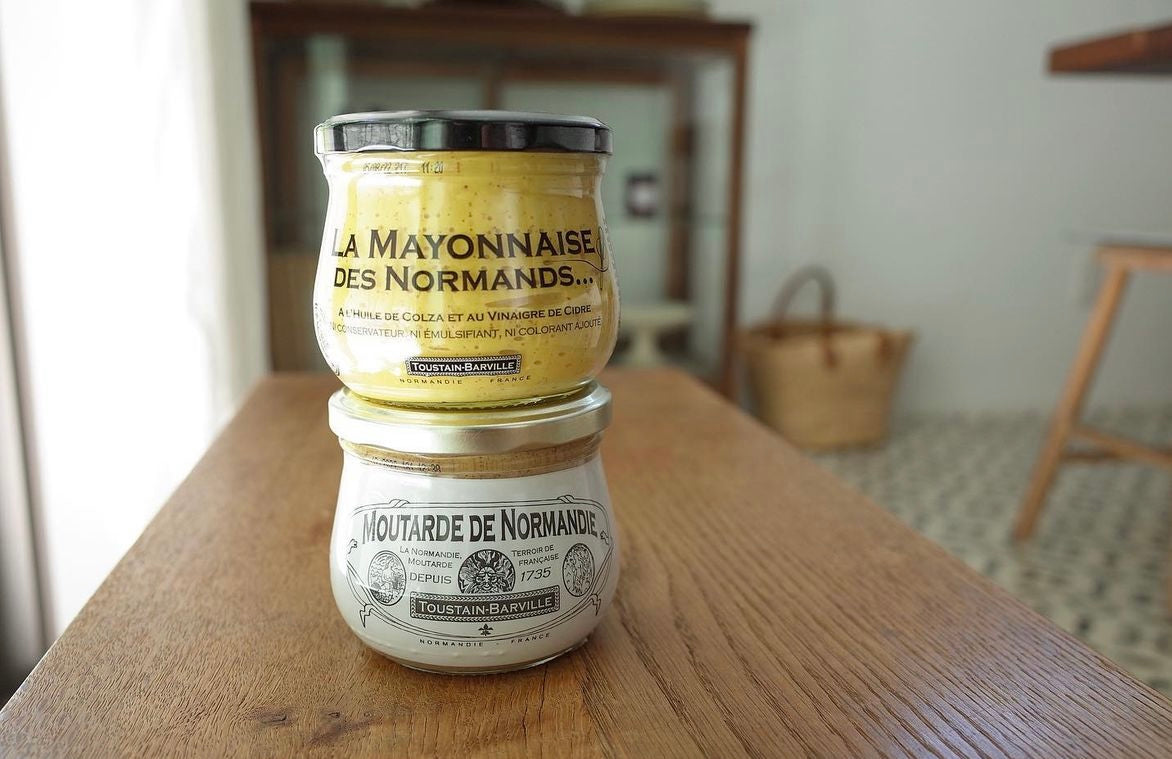 11:20
LA MAYONNAISE
DES NORMANDS...
A L'HUILE DE COLZA ET AU VINAIGRE DE CIDRE
NI CONSERVATEUR, NI ÉMULSIFIANT, NI COLORANT AJOUTÉ
TOUSTAIN-BARVILLE
NORMANDIE - FRANCE
MOUTARDE DE NORMANDIE
LA NORMANDIE, TERROIR DE
MOUTARDE FRANÇAISE
DEPUIS 1735
TOUSTAIN-BARVILLE
NORMANDIE - FRANCE